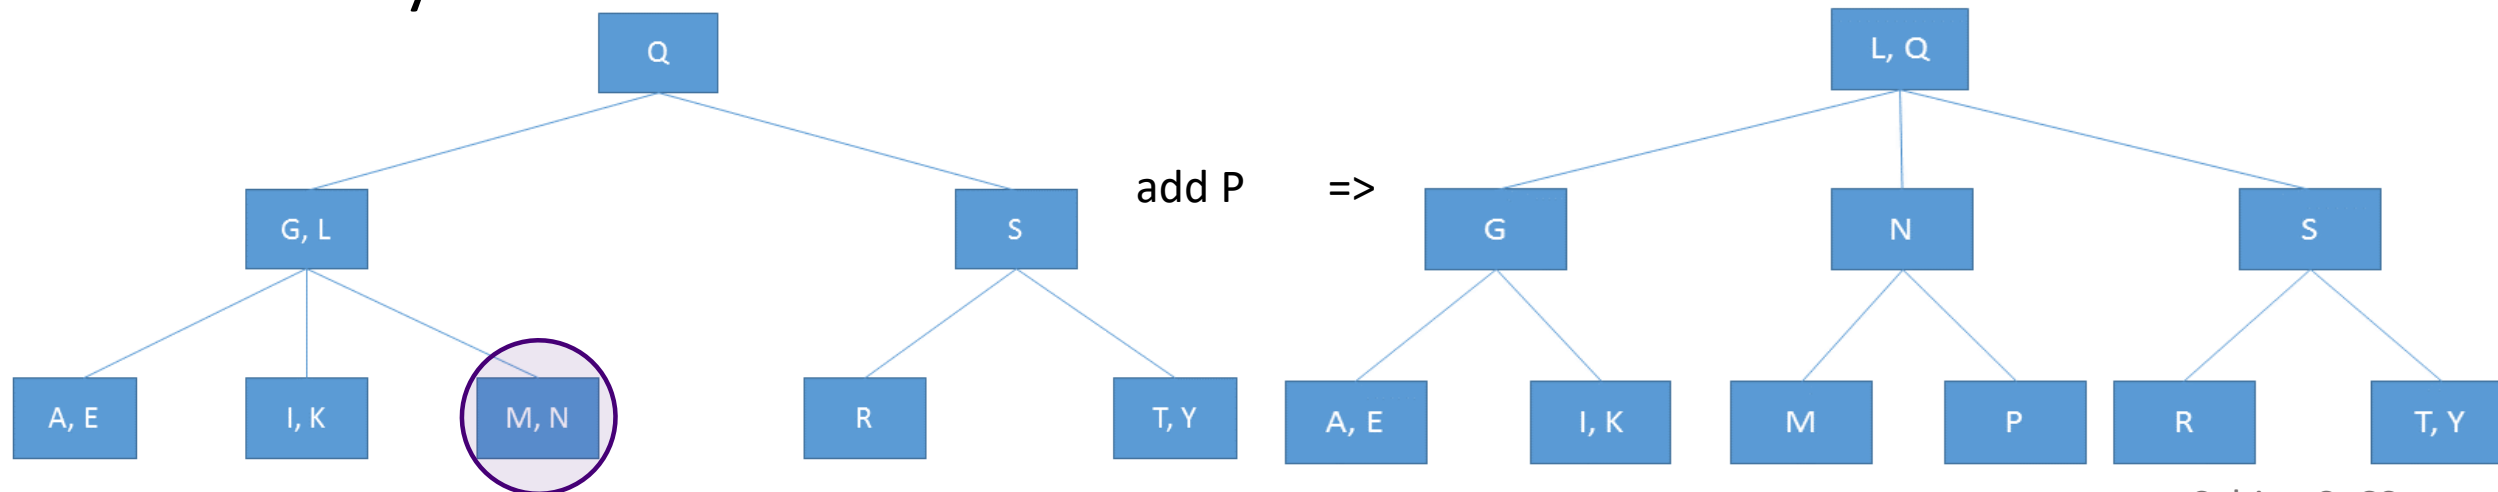 Q
L, Q
G, L
S
add P =>
G
N
S
A, E
I, K
M, N
R
T, Y
A, E
I, K
M
P
R
T, Y